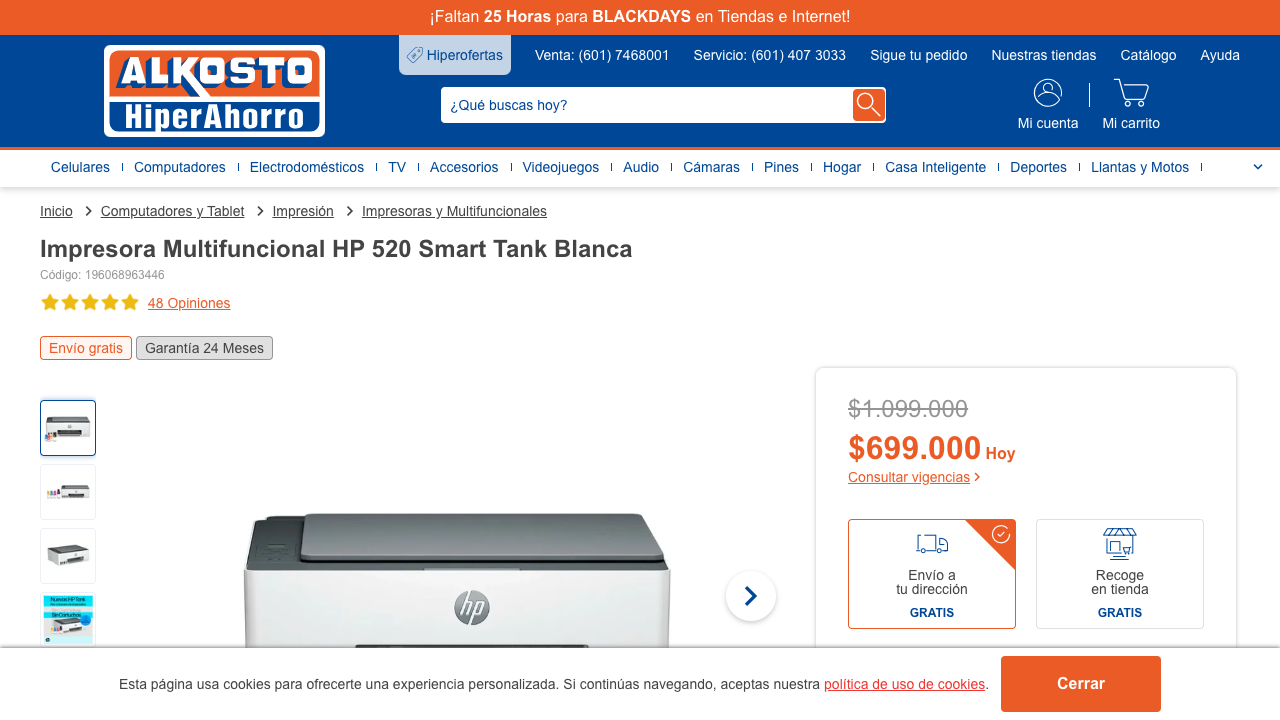 ¡Faltan 25 Horas para BLACKDAYS en Tiendas e Internet!
ALKOSTO
HiperAhorro
Hiperofertas
Venta: (601) 7468001
Servicio: (601) 407 3033
Sigue tu pedido
Nuestras tiendas
Catálogo
Ayuda
¿Qué buscas hoy?
Mi cuenta
Mi carrito
Celulares
Computadores
Electrodomésticos
TV
Accesorios
Videojuegos
Audio
Cámaras
Pines
Hogar
Casa Inteligente
Deportes
Llantas y Motos
Inicio
Computadores y Tablet
Impresión
Impresoras y Multifuncionales
Impresora Multifuncional HP 520 Smart Tank Blanca
Código: 196068963446
48 Opiniones
Envío gratis
Garantía 24 Meses
hp
$1.099.000
$699.000 Hoy
Consultar vigencias
Envío a
tu dirección
GRATIS
Recoge
en tienda
GRATIS
Esta página usa cookies para ofrecerte una experiencia personalizada. Si continúas navegando, aceptas nuestra política de uso de cookies.
Cerrar